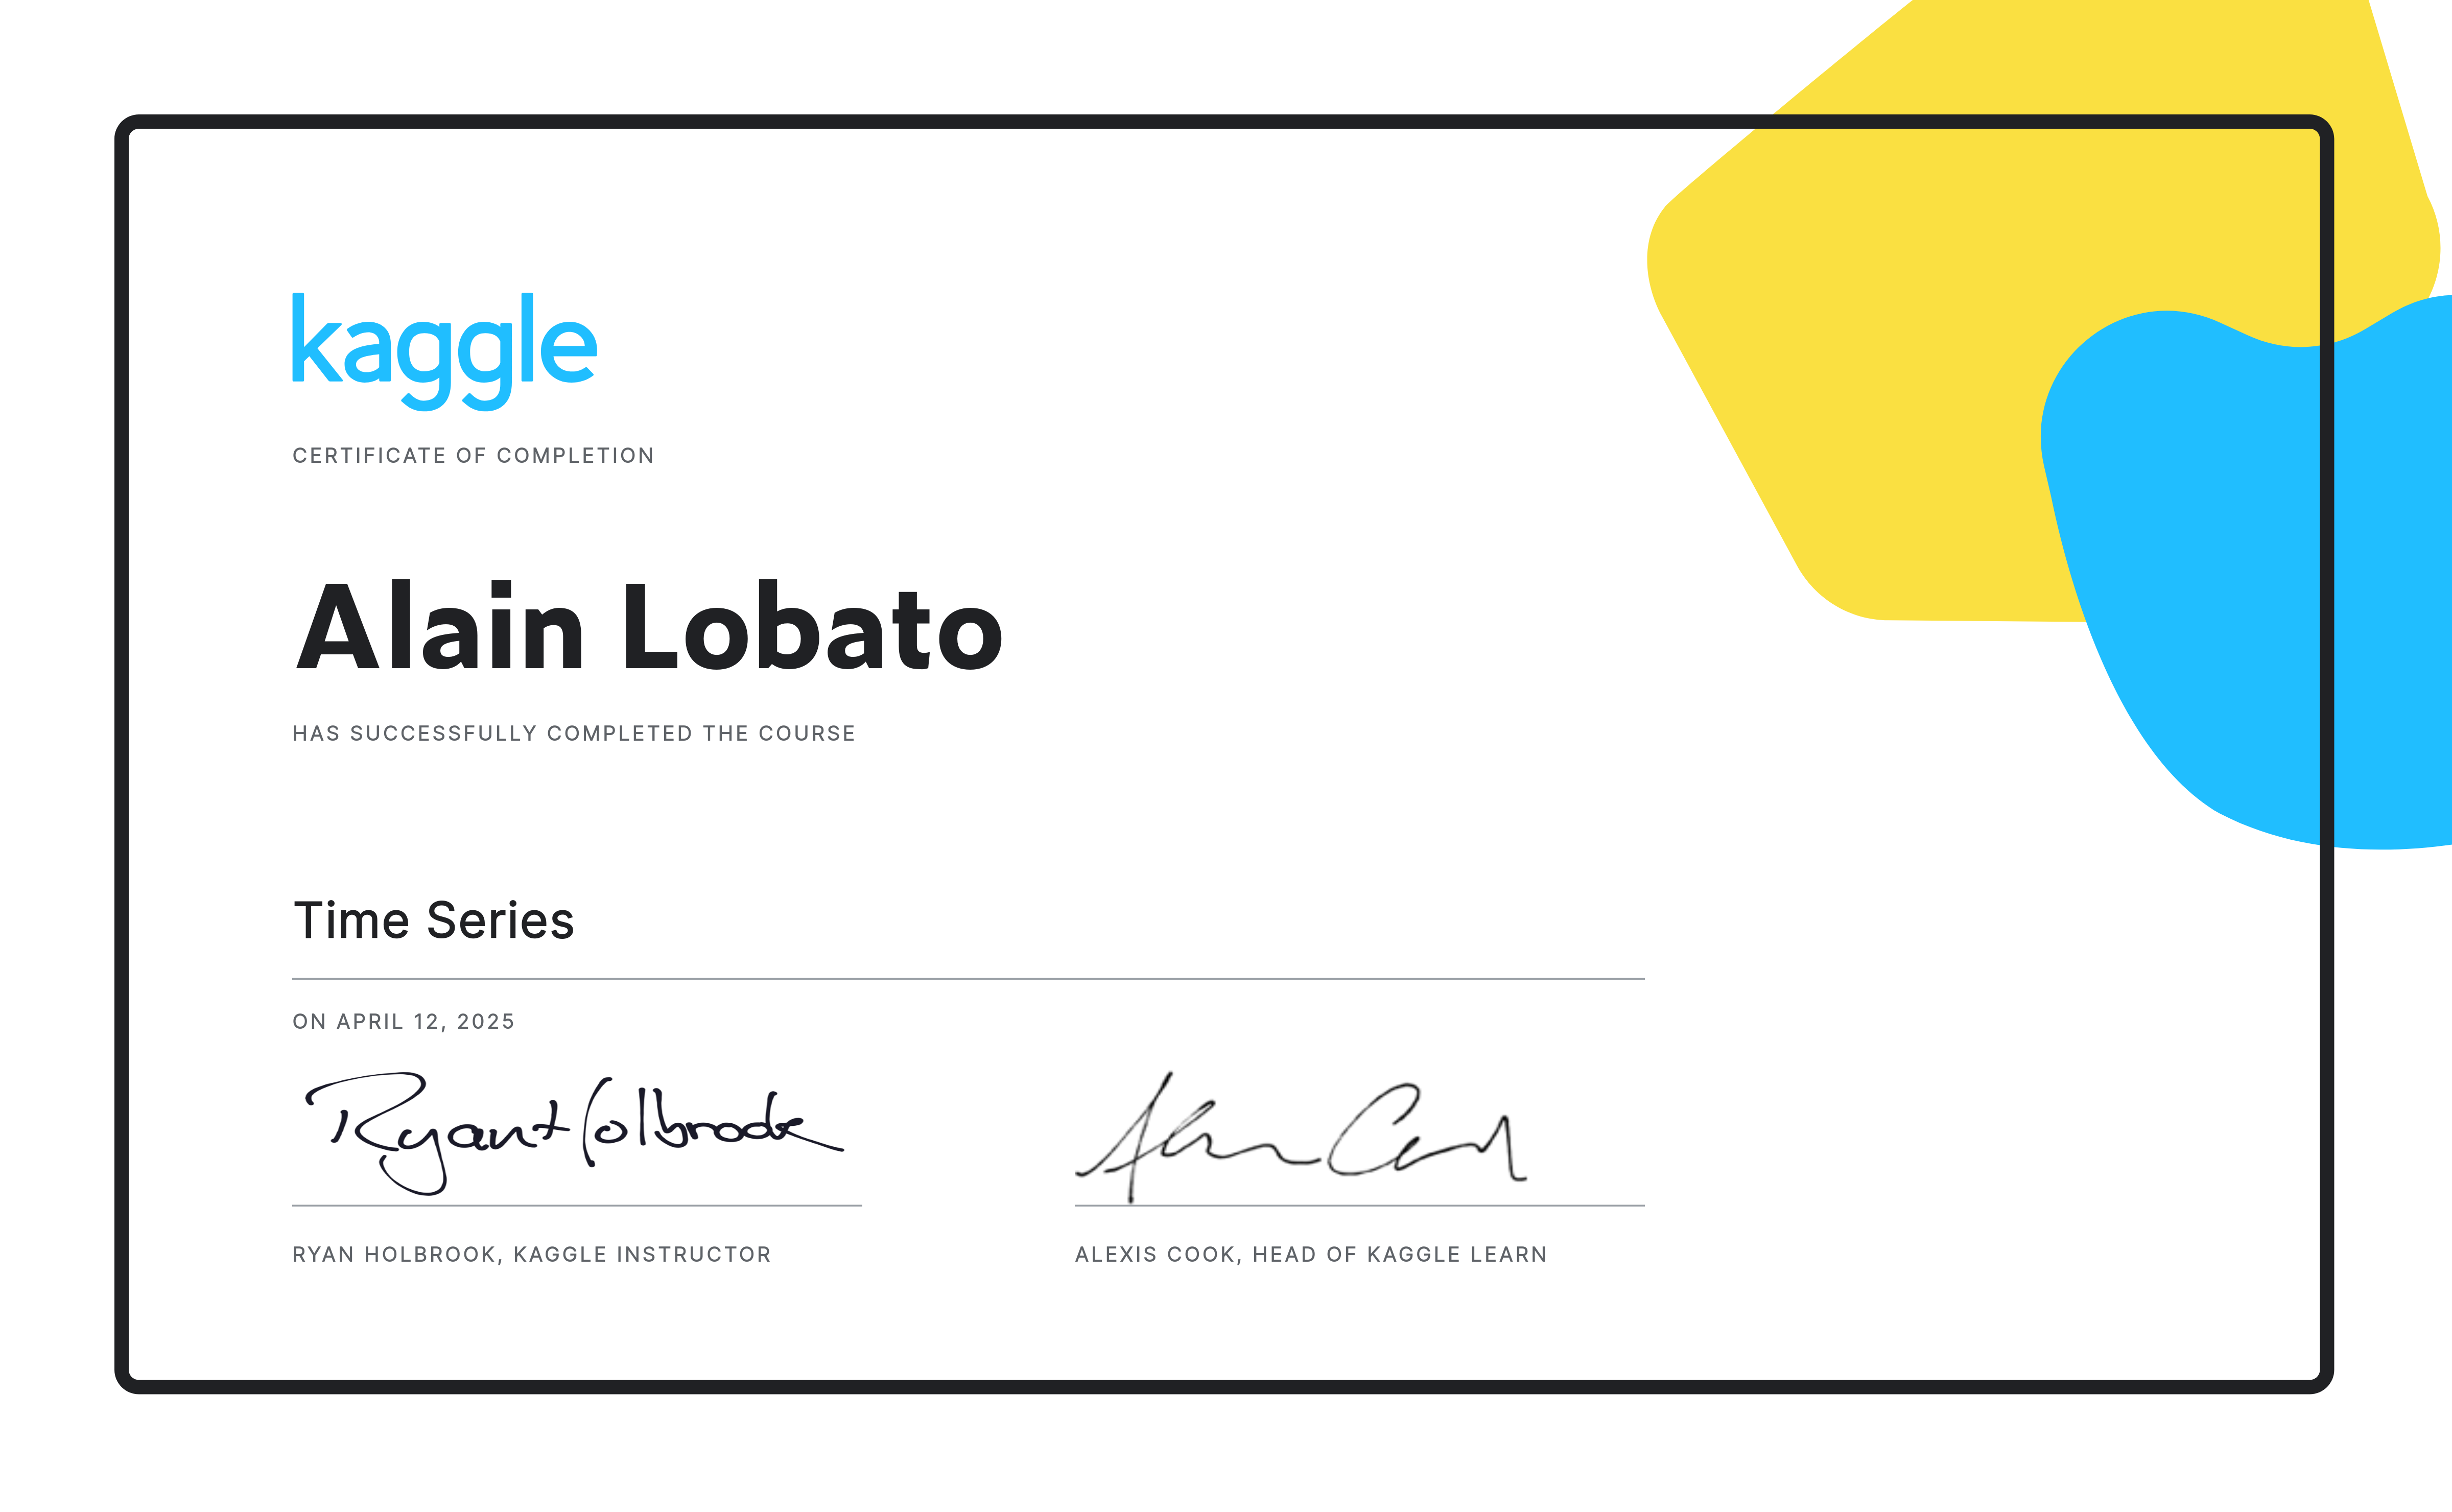 kaggle
CERTIFICATE OF COMPLETION
Alain Lobato
HAS SUCCESSFULLY COMPLETED THE COURSE
Time Series
ON APRIL 12, 2025
Ryan Holbrook
Alexis Cook
RYAN HOLBROOK, KAGGLE INSTRUCTOR
ALEXIS COOK, HEAD OF KAGGLE LEARN